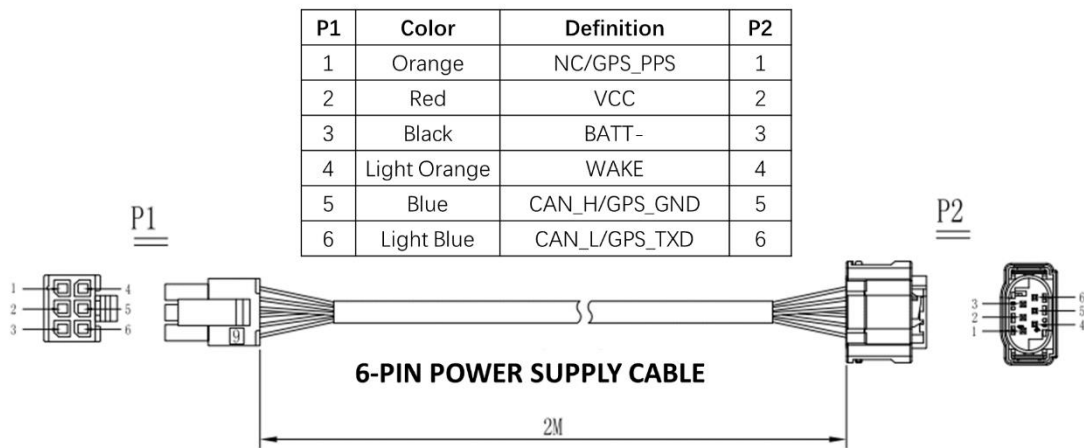 P1 Color Definition P2
1 Orange NC/GPS_PPS 1
2 Red VCC 2
3 Black BATT- 3
4 Light Orange WAKE 4
5 Blue CAN_H/GPS_GND 5
6 Light Blue CAN_L/GPS_TXD 6
P1
P2
1 4
2 5
3 6
9
3 6
2 5
1 4
6-PIN POWER SUPPLY CABLE
2M